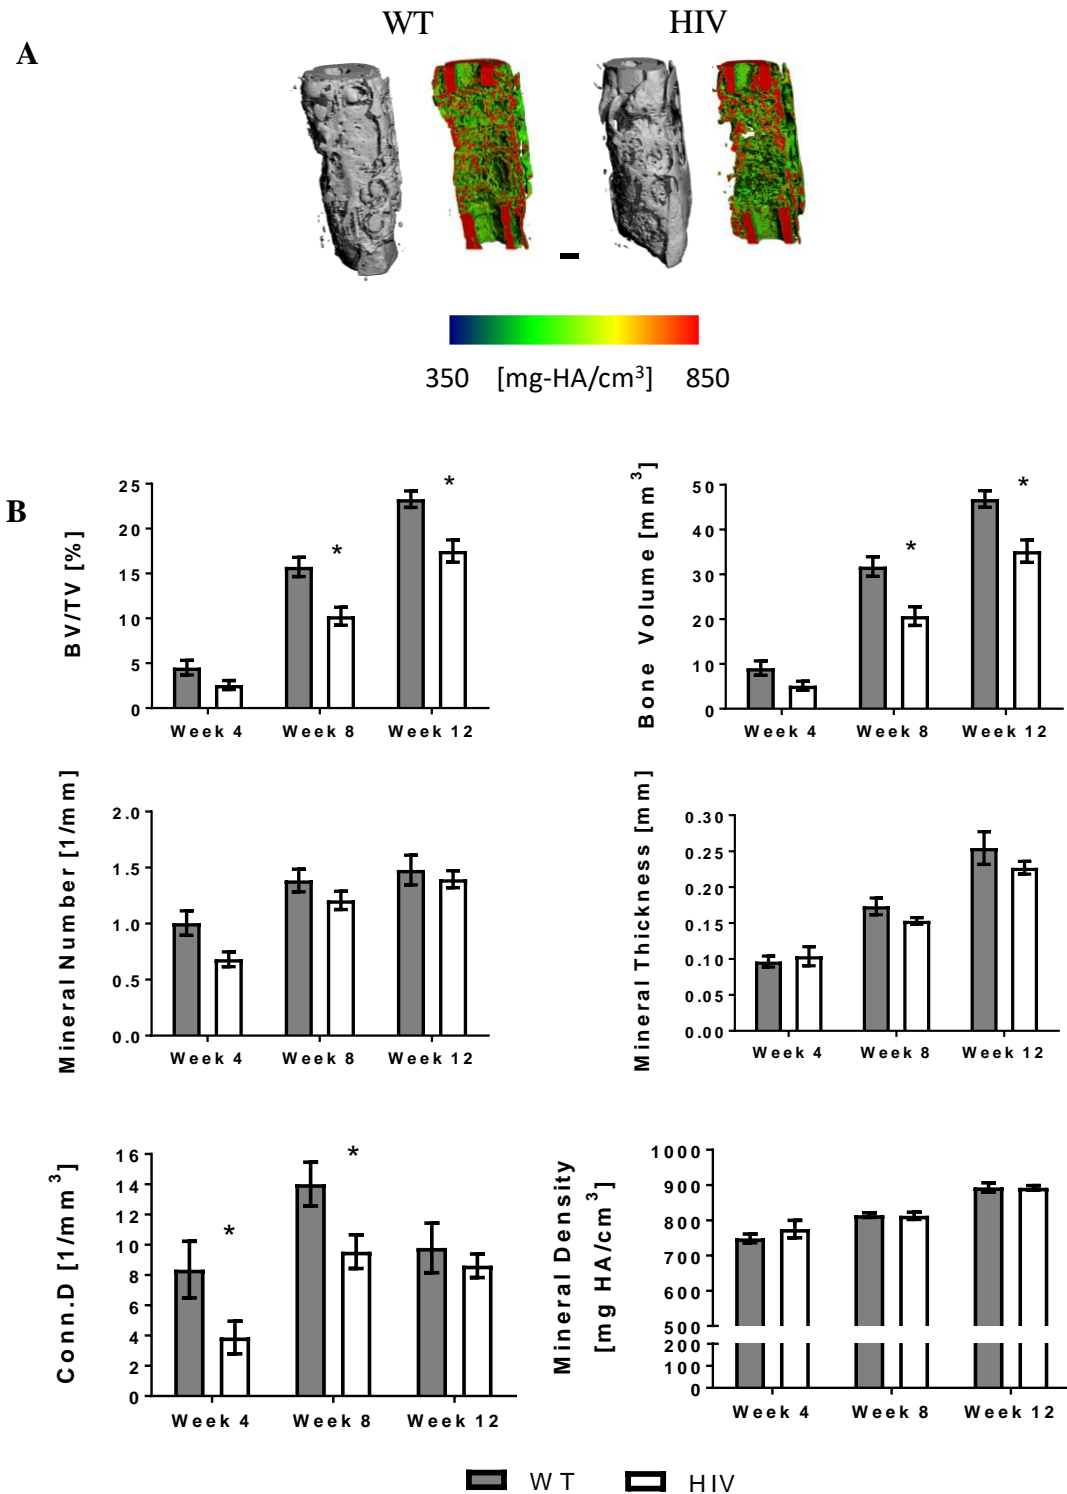 A
WT
HIV
350 [mg-HA/cm³] 850
B
BV/TV [%]
25
20
15
10
5
0
*
*
Week 4 Week 8 Week 12
Bone Volume [mm³]
50
40
30
20
10
0
*
*
Week 4 Week 8 Week 12
Mineral Number [1/mm]
2.0
1.5
1.0
0.5
0.0
Week 4 Week 8 Week 12
Mineral Thickness [mm]
0.30
0.25
0.20
0.15
0.10
0.05
0.00
Week 4 Week 8 Week 12
Conn.D [1/mm³]
16
14
12
10
8
6
4
2
0
*
*
Week 4 Week 8 Week 12
Mineral Density
[mg HA/cm³]
1000
900
800
700
600
500
200
100
0
Week 4 Week 8 Week 12
WT HIV